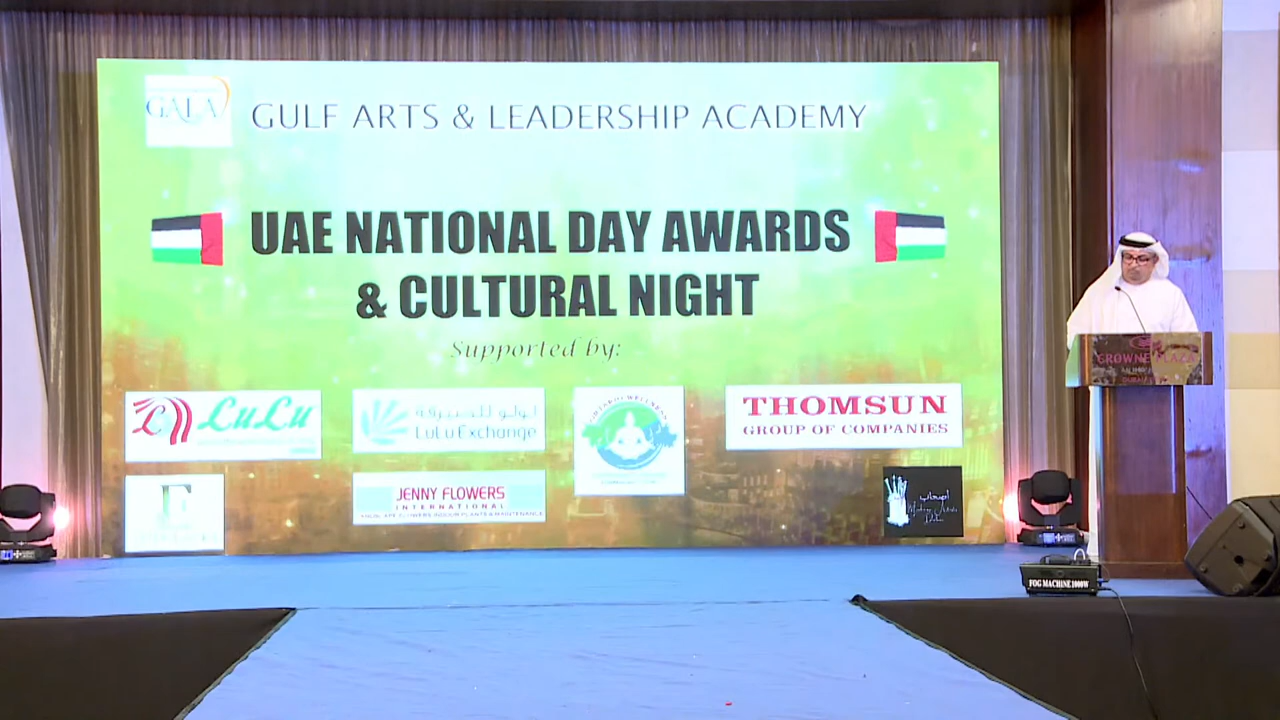 GALA
GULF ARTS & LEADERSHIP ACADEMY
UAE NATIONAL DAY AWARDS
& CULTURAL NIGHT
Supported by:
LuLu
لولو للصيرفة
LuLu Exchange
THOMSUN
GROUP OF COMPANIES
JENNY FLOWERS
INTERNATIONAL
CROWNE PLAZA
FOG MACHINE 1000W